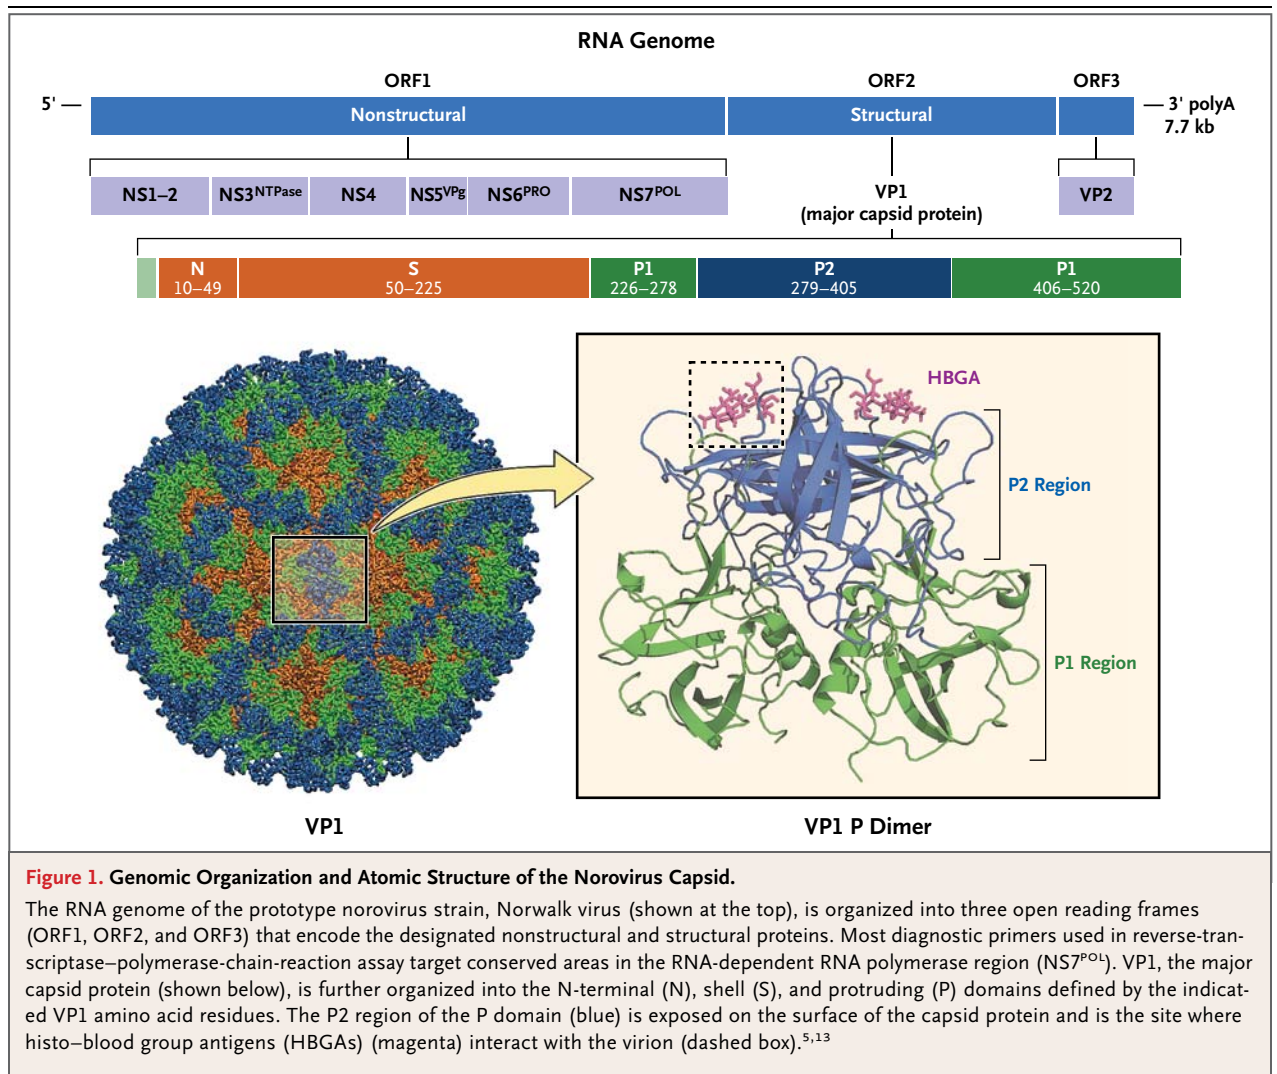 RNA Genome
ORF1 ORF2 ORF3
5' — Nonstructural Structural — 3' polyA
7.7 kb
NS1–2 NS3NTPase NS4 NS5VPg NS6PRO NS7POL VP1 VP2
(major capsid protein)
N S P1 P2 P1
10–49 50–225 226–278 279–405 406–520
HBGA
P2 Region
P1 Region
VP1 VP1 P Dimer
Figure 1. Genomic Organization and Atomic Structure of the Norovirus Capsid.
The RNA genome of the prototype norovirus strain, Norwalk virus (shown at the top), is organized into three open reading frames
(ORF1, ORF2, and ORF3) that encode the designated nonstructural and structural proteins. Most diagnostic primers used in reverse-tran-
scriptase–polymerase-chain-reaction assay target conserved areas in the RNA-dependent RNA polymerase region (NS7POL). VP1, the major
capsid protein (shown below), is further organized into the N-terminal (N), shell (S), and protruding (P) domains defined by the indicat-
ed VP1 amino acid residues. The P2 region of the P domain (blue) is exposed on the surface of the capsid protein and is the site where
histo–blood group antigens (HBGAs) (magenta) interact with the virion (dashed box).5,13